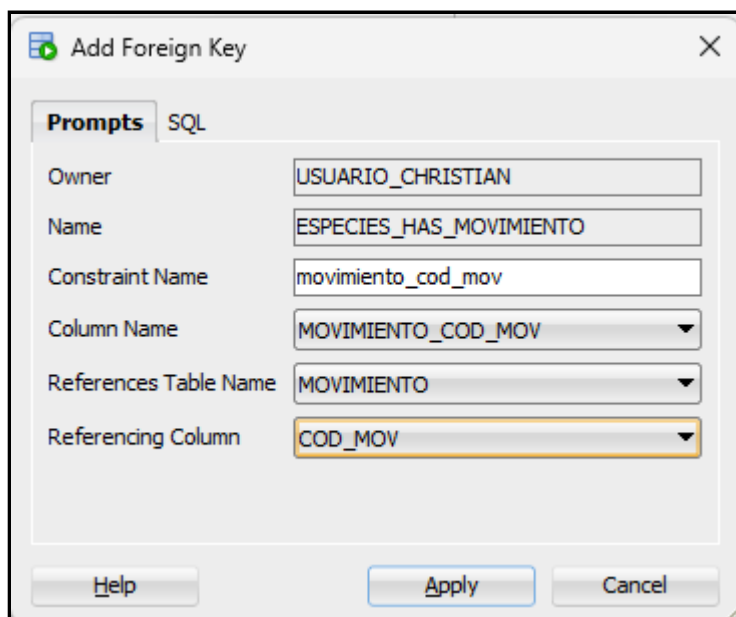 Add Foreign Key
Prompts SQL
Owner USUARIO_CHRISTIAN
Name ESPECIES_HAS_MOVIMIENTO
Constraint Name movimiento_cod_mov
Column Name MOVIMIENTO_COD_MOV
References Table Name MOVIMIENTO
Referencing Column COD_MOV
Help Apply Cancel